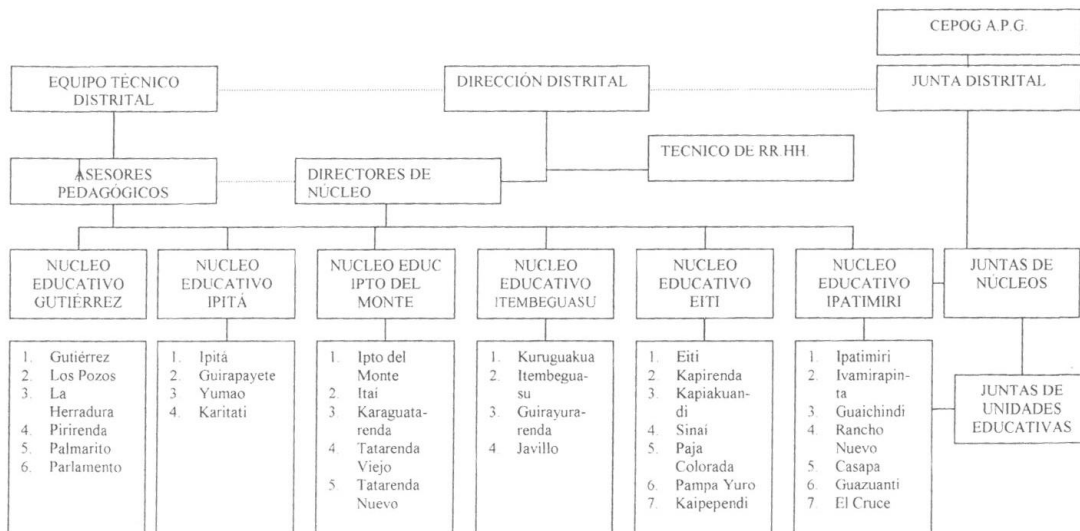 CEPOG A.P.G.
EQUIPO TÉCNICO
DISTRITAL
DIRECCIÓN DISTRITAL
JUNTA DISTRITAL
TECNICO DE RR.HH.
ASESORES
PEDAGÓGICOS
DIRECTORES DE
NÚCLEO
NUCLEO
EDUCATIVO
GUTIÉRREZ
NUCLEO
EDUCATIVO
IPITÁ
NUCLEO EDUC
IPTO DEL
MONTE
NUCLEO
EDUCATIVO
ITEMBEGUASU
NUCLEO
EDUCATIVO
EITI
NUCLEO
EDUCATIVO
IPATIMIRI
JUNTAS DE
NÚCLEOS
1. Gutiérrez
2. Los Pozos
3. La
Herradura
4. Pirirenda
5. Palmarito
6. Parlamento
1. Ipitá
2. Guirapayete
3 Yumao
4. Karitati
1. Ipto del
Monte
2. Itai
3. Karaguata-
renda
4. Tatarenda
Viejo
5. Tatarenda
Nuevo
1. Kuruguakua
2. Itembegua-
su
3. Guirayura-
renda
4. Javillo
1. Eiti
2. Kapirenda
3. Kapiakuan-
di
4. Sinai
5. Paja
Colorada
6. Pampa Yuro
7. Kaipependi
1. Ipatimiri
2. Ivamirapin-
ta
3. Guaichindi
4. Rancho
Nuevo
5. Casapa
6. Guazuanti
7. El Cruce
JUNTAS DE
UNIDADES
EDUCATIVAS